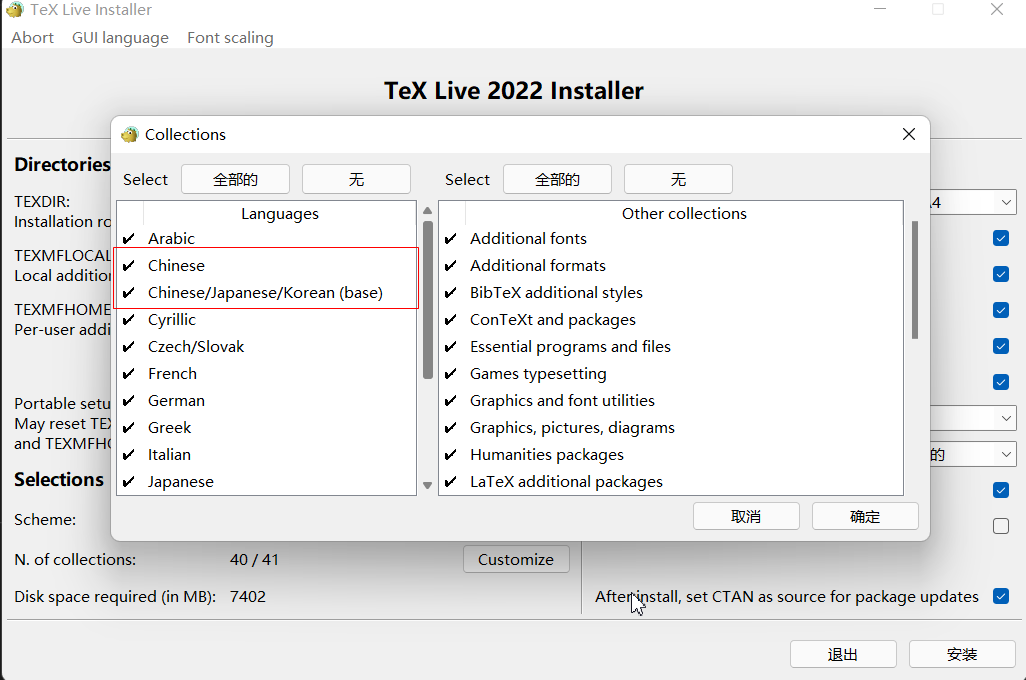 TeX Live Installer
Abort GUI language Font scaling
TeX Live 2022 Installer
Collections
Select 全部的 无 Select 全部的 无
Languages
Arabic
Chinese
Chinese/Japanese/Korean (base)
Cyrillic
Czech/Slovak
French
German
Greek
Italian
Japanese
Other collections
Additional fonts
Additional formats
BibTeX additional styles
ConTeXt and packages
Essential programs and files
Games typesetting
Graphics and font utilities
Graphics, pictures, diagrams
Humanities packages
LaTeX additional packages
取消 确定
Directories
TEXDIR:
Installation ro
TEXMFLOCAL
Local addition
TEXMFHOME
Per-user addi
Portable setu
May reset TEX
and TEXMFHO
Selections
Scheme:
N. of collections: 40 / 41 Customize
Disk space required (in MB): 7402
A4
的
After install, set CTAN as source for package updates
退出 安装